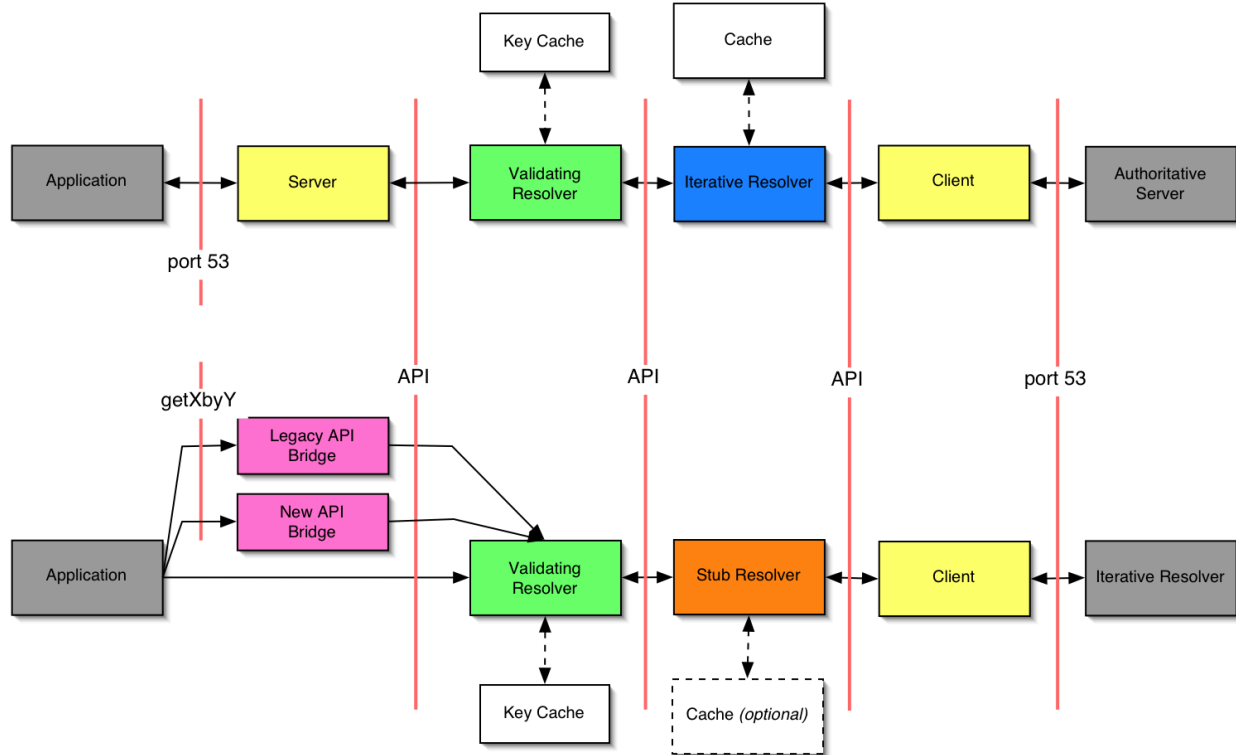 Key Cache
Cache
Application
Server
Validating
Resolver
Iterative Resolver
Client
Authoritative
Server
port 53
API
API
API
port 53
getXbyY
Legacy API
Bridge
New API
Bridge
Application
Validating
Resolver
Stub Resolver
Client
Iterative Resolver
Key Cache
Cache (optional)